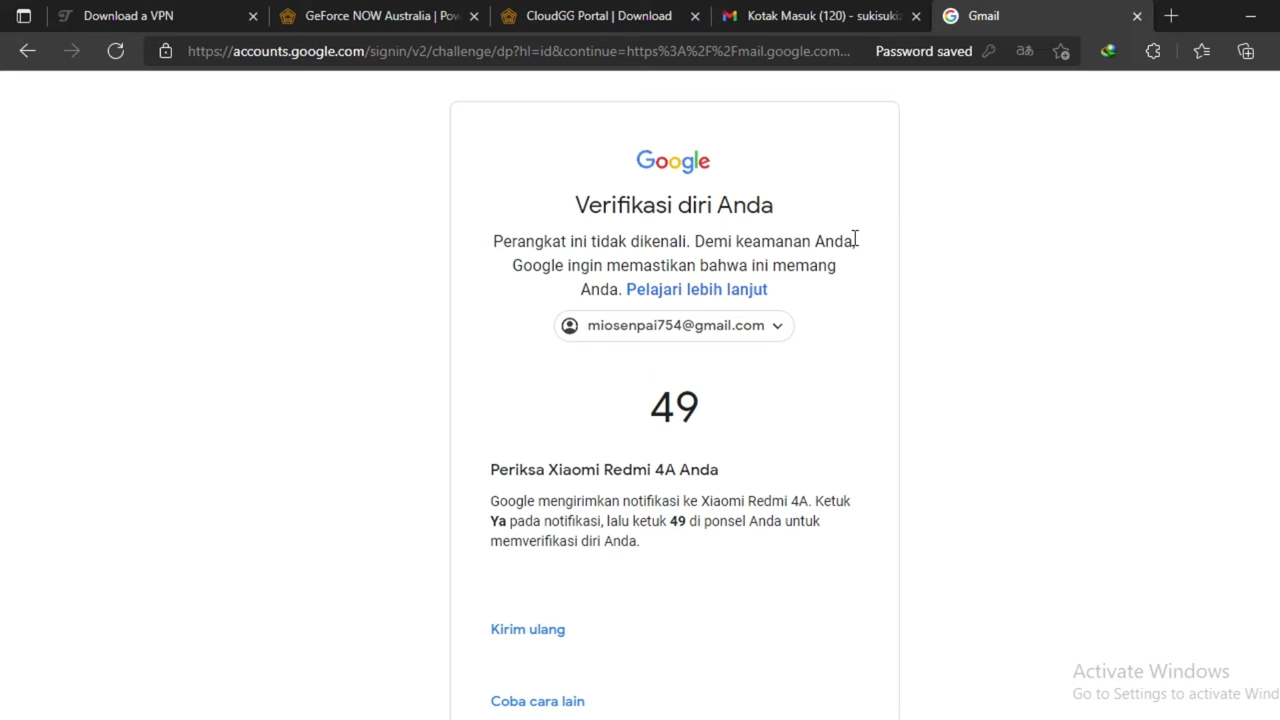 Download a VPN
GeForce NOW Australia | Pow
CloudGG Portal | Download
Kotak Masuk (120) - sukisuki
Gmail
https://accounts.google.com/signin/v2/challenge/dp?hl=id&continue=https%3A%2F%2Fmail.google.com...
Password saved
Google
Verifikasi diri Anda
Perangkat ini tidak dikenali. Demi keamanan Anda,
Google ingin memastikan bahwa ini memang
Anda. Pelajari lebih lanjut
miosenpai754@gmail.com
49
Periksa Xiaomi Redmi 4A Anda
Google mengirimkan notifikasi ke Xiaomi Redmi 4A. Ketuk
Ya pada notifikasi, lalu ketuk 49 di ponsel Anda untuk
memverifikasi diri Anda.
Kirim ulang
Coba cara lain
Activate Windows
Go to Settings to activate Wind